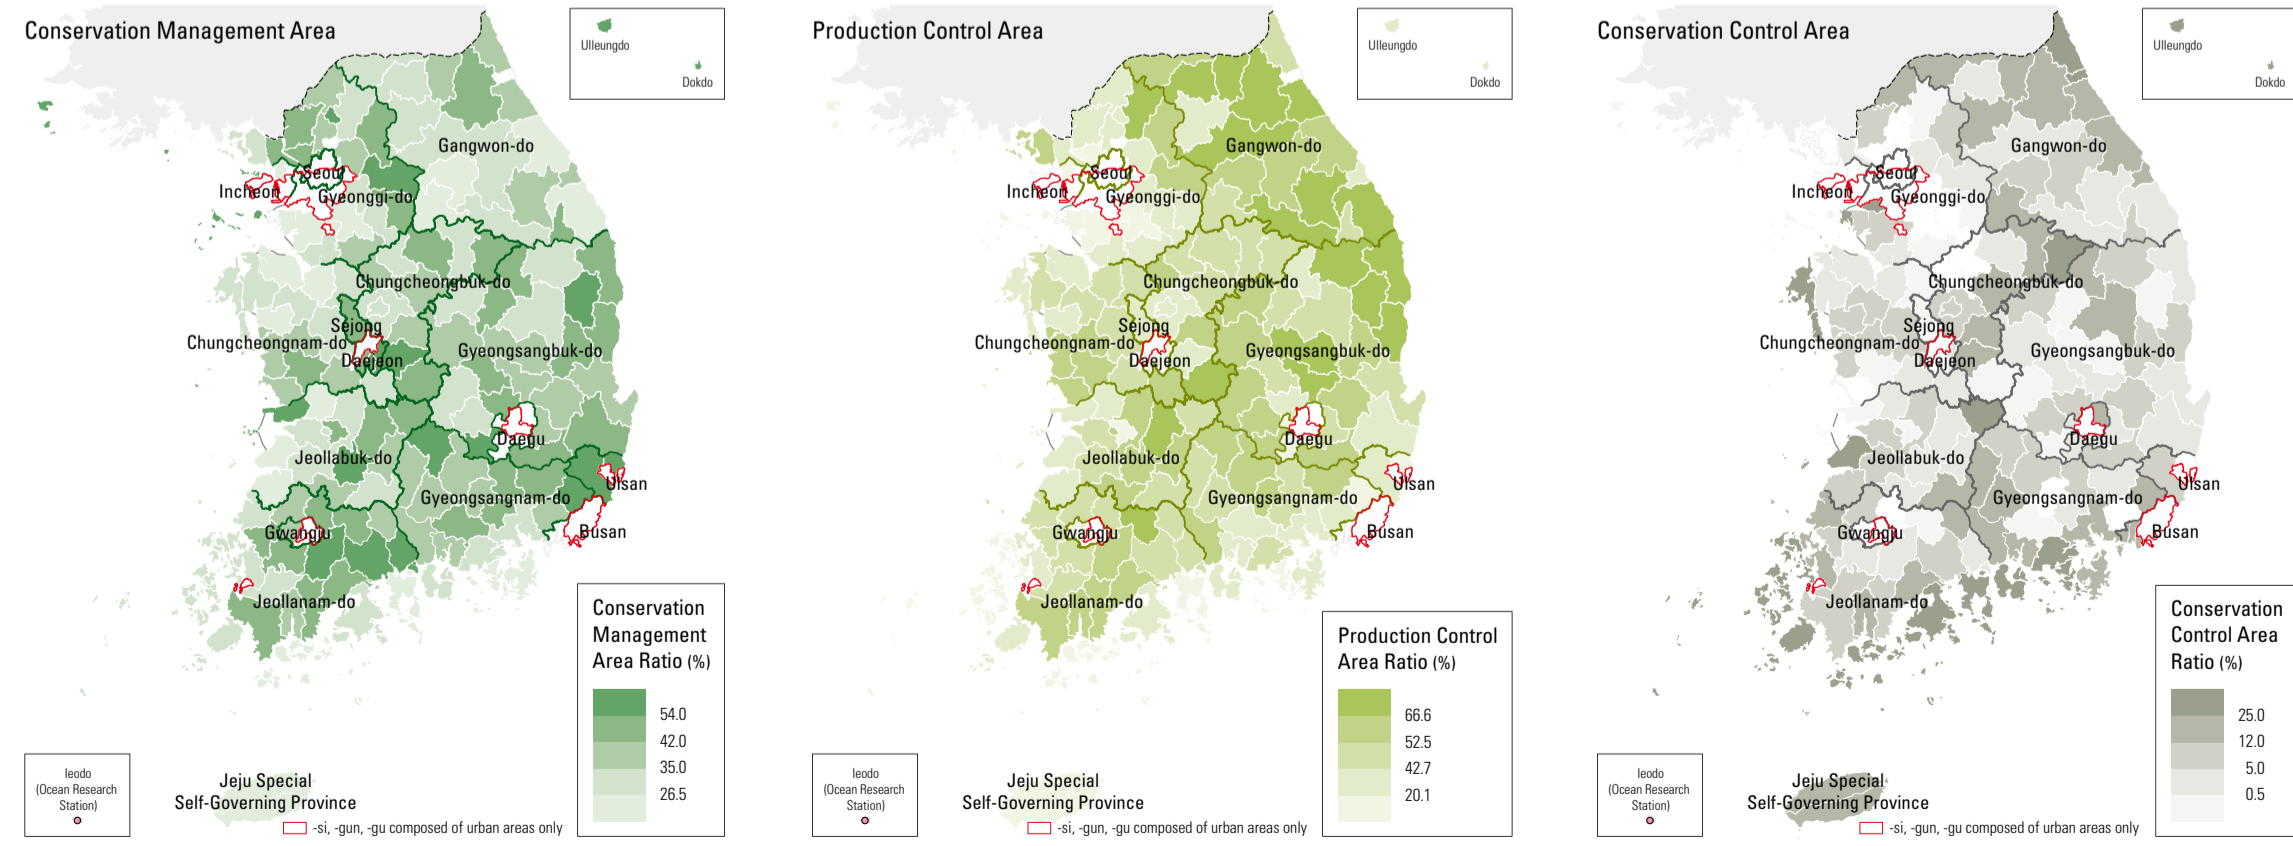 Conservation Management Area
Ulleungdo
Dokdo
Gangwon-do
Seoul
Incheon
Gyeonggi-do
Chungcheongbuk-do
Sejong
Chungcheongnam-do
Daejeon
Gyeongsangbuk-do
Daegu
Jeollabuk-do
Ulsan
Gyeongsangnam-do
Gwangju
Busan
Jeollanam-do
Conservation
Management
Area Ratio (%)
54.0
42.0
35.0
26.5
Ieodo
(Ocean Research
Station)
Jeju Special
Self-Governing Province
-si, -gun, -gu composed of urban areas only
Production Control Area
Ulleungdo
Dokdo
Gangwon-do
Seoul
Incheon
Gyeonggi-do
Chungcheongbuk-do
Sejong
Chungcheongnam-do
Daejeon
Gyeongsangbuk-do
Daegu
Jeollabuk-do
Ulsan
Gyeongsangnam-do
Gwangju
Busan
Jeollanam-do
Production Control
Area Ratio (%)
66.6
52.5
42.7
20.1
Ieodo
(Ocean Research
Station)
Jeju Special
Self-Governing Province
-si, -gun, -gu composed of urban areas only
Conservation Control Area
Ulleungdo
Dokdo
Gangwon-do
Seoul
Incheon
Gyeonggi-do
Chungcheongbuk-do
Sejong
Chungcheongnam-do
Daejeon
Gyeongsangbuk-do
Daegu
Jeollabuk-do
Ulsan
Gyeongsangnam-do
Gwangju
Busan
Jeollanam-do
Conservation
Control Area
Ratio (%)
25.0
12.0
5.0
0.5
Ieodo
(Ocean Research
Station)
Jeju Special
Self-Governing Province
-si, -gun, -gu composed of urban areas only